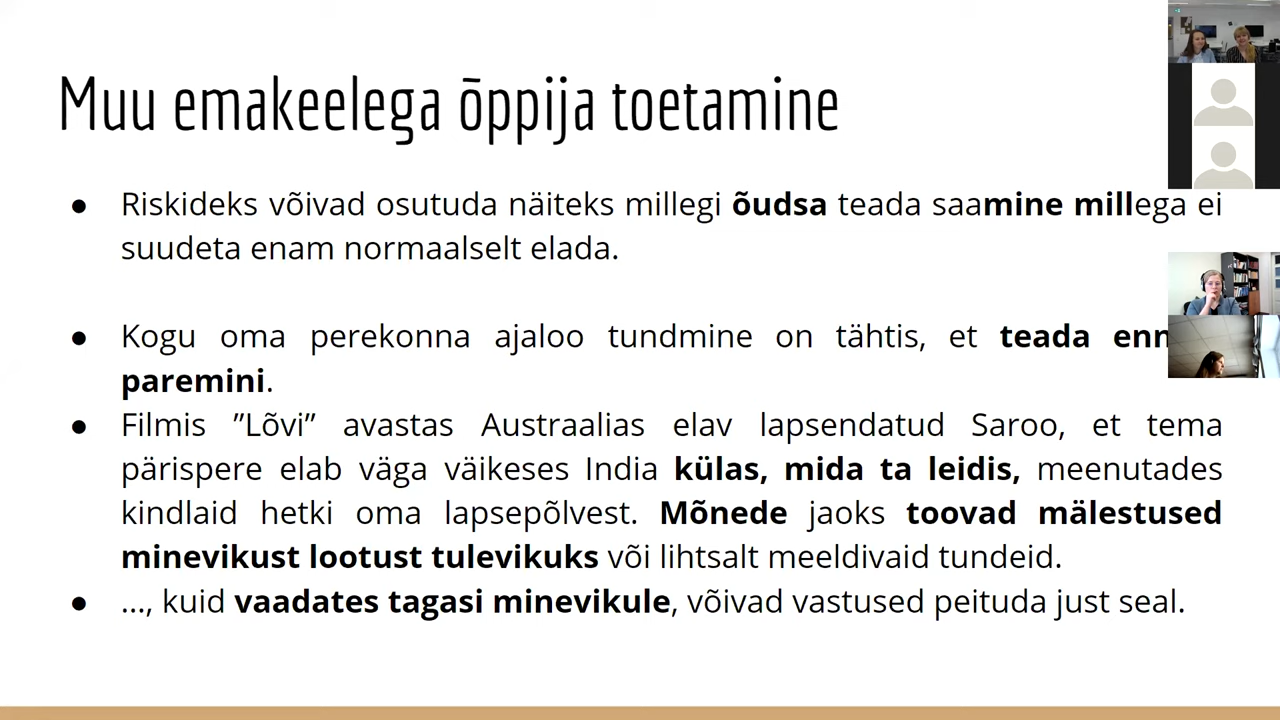 Muu emakeelega õppija toetamine
● Riskideks võivad osutuda näiteks millegi õudsa teada saamine millega ei
suudeta enam normaalselt elada.
● Kogu oma perekonna ajaloo tundmine on tähtis, et teada
paremini.
● Filmis ”Lõvi” avastas Austraalias elav lapsendatud Saroo, et tema
pärispere elab väga väikeses India külas, mida ta leidis, meenutades
kindlaid hetki oma lapsepõlvest. Mõnede jaoks toovad mälestused
minevikust lootust tulevikuks või lihtsalt meeldivaid tundeid.
● ..., kuid vaadates tagasi minevikule, võivad vastused peituda just seal.